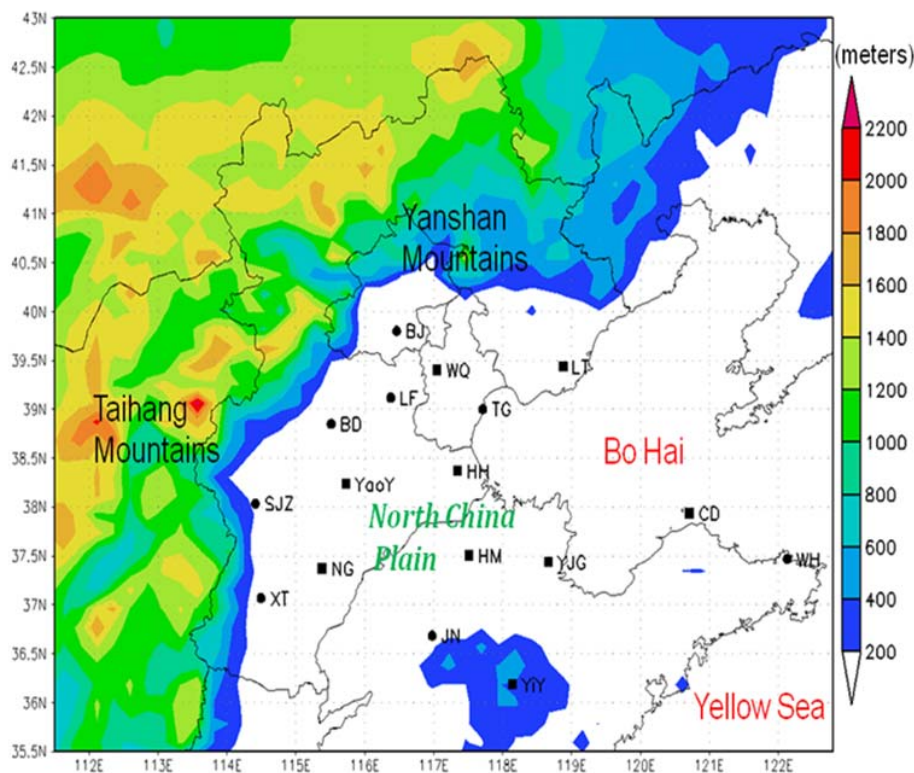 43N
42.5N
42N
41.5N
41N
40.5N
40N
39.5N
39N
38.5N
38N
37.5N
37N
36.5N
36N
35.5N
112E 113E 114E 115E 116E 117E 118E 119E 120E 121E 122E
Yanshan
Mountains
Taihang
Mountains
BJ
WQ
LT
LF
TG
BD
Bo Hai
HH
YaoY
SJZ
North China
Plain
CD
HM
YJG
WH
NG
XT
JN
YiY
Yellow Sea
(meters)
2200
2000
1800
1600
1400
1200
1000
800
600
400
200